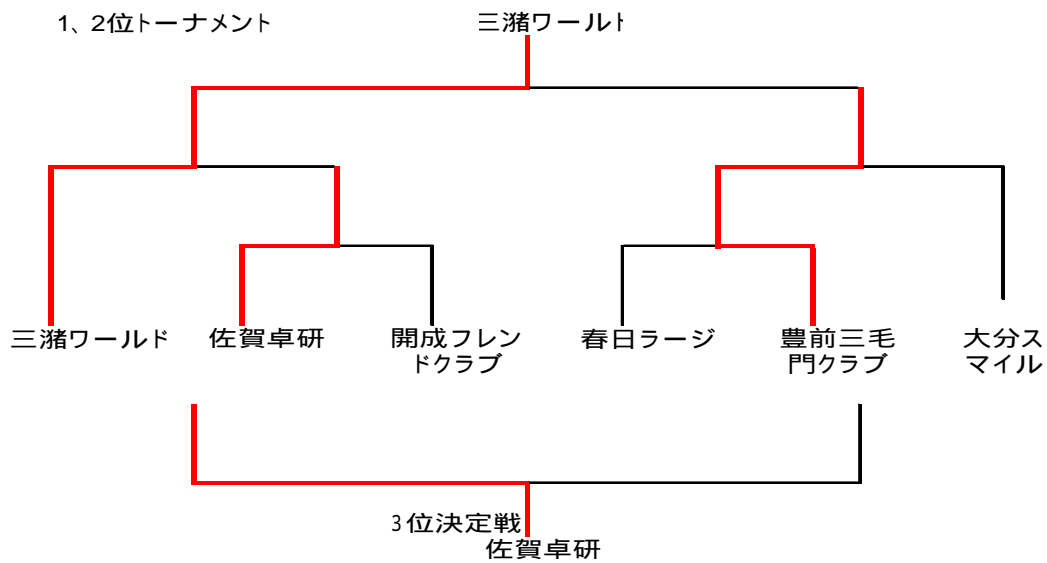 1、2位トーナメント
三潴ワールド
三潴ワールド
佐賀卓研
開成フレン
ドクラブ
春日ラージ
豊前三毛
門クラブ
大分ス
マイル
3位決定戦
佐賀卓研